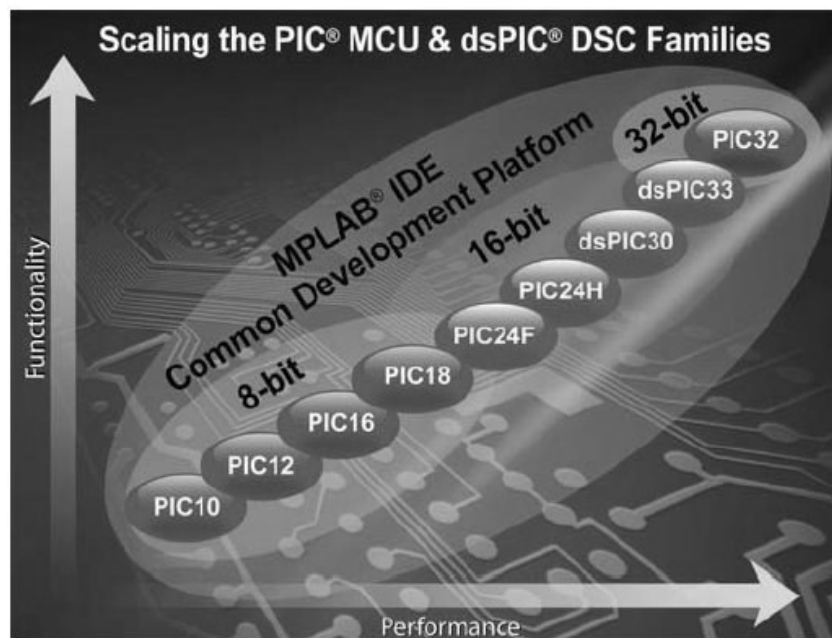 Scaling the PIC® MCU & dsPIC® DSC Families
Functionality
MPLAB® IDE
Common Development Platform
32-bit
PIC32
dsPIC33
16-bit
dsPIC30
PIC24H
PIC24F
8-bit
PIC18
PIC16
PIC12
PIC10
Performance